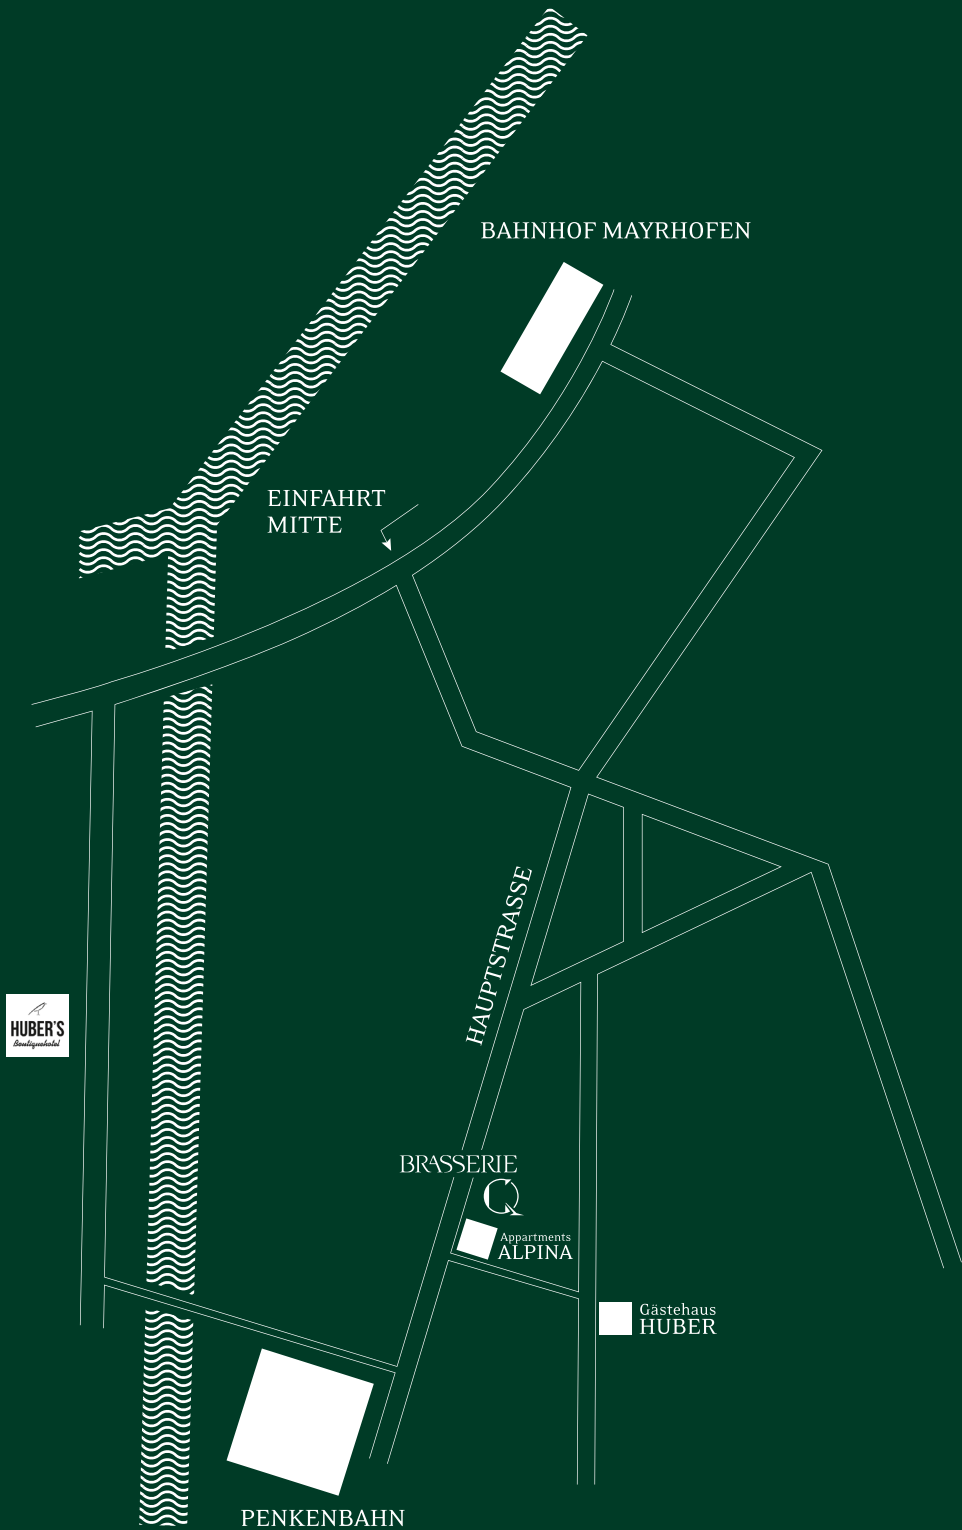 BAHNHOF MAYRHOFEN
EINFAHRT
MITTE
HAUPTSTRASSE
HUBER'S
Boutiquehotel
BRASSERIE
Q
Appartments
ALPINA
Gästehaus
HUBER
PENKENBAHN